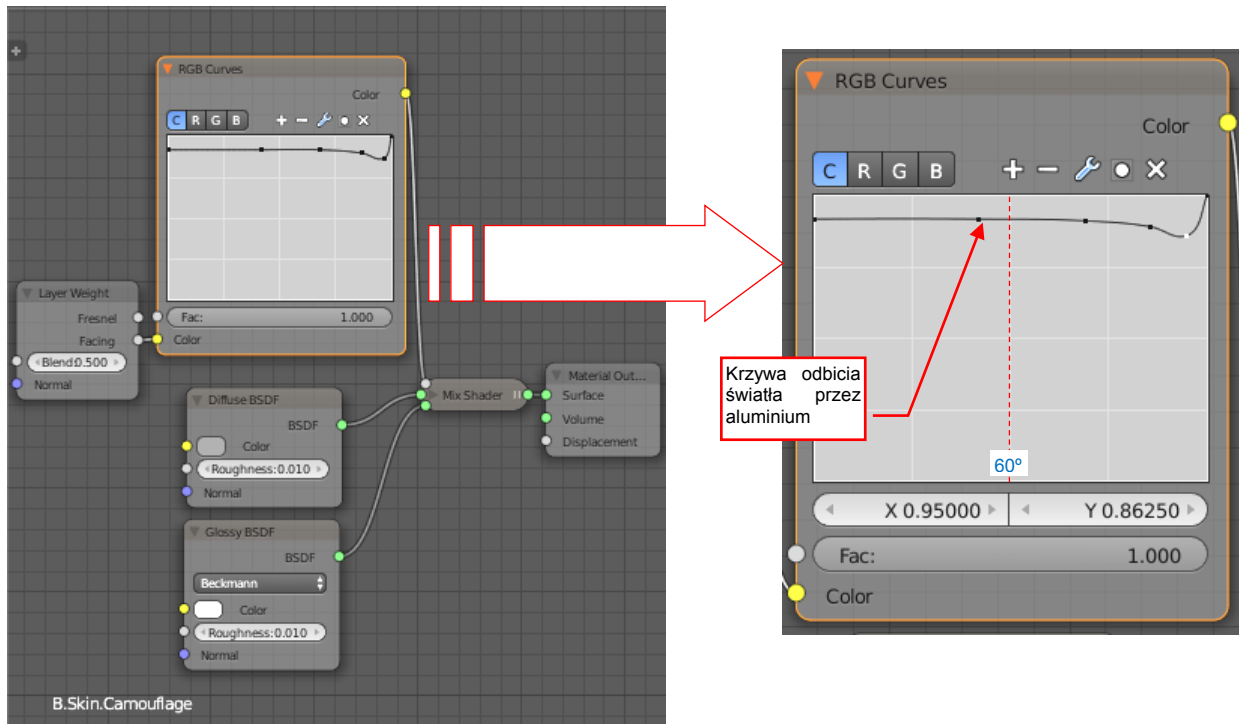 RGB Curves
Color
C R G B
Fac: 1.000
Color
Layer Weight
Fresnel
Facing
Blend:0.500
Normal
Diffuse BSDF
BSDF
Color
Roughness:0.010
Normal
Glossy BSDF
BSDF
Beckmann
Color
Roughness:0.010
Normal
Mix Shader
Material Out...
Surface
Volume
Displacement
B.Skin.Camouflage
RGB Curves
Color
C R G B
60º
X 0.95000 Y 0.86250
Fac: 1.000
Color
Krzywa odbicia
światła przez
aluminium